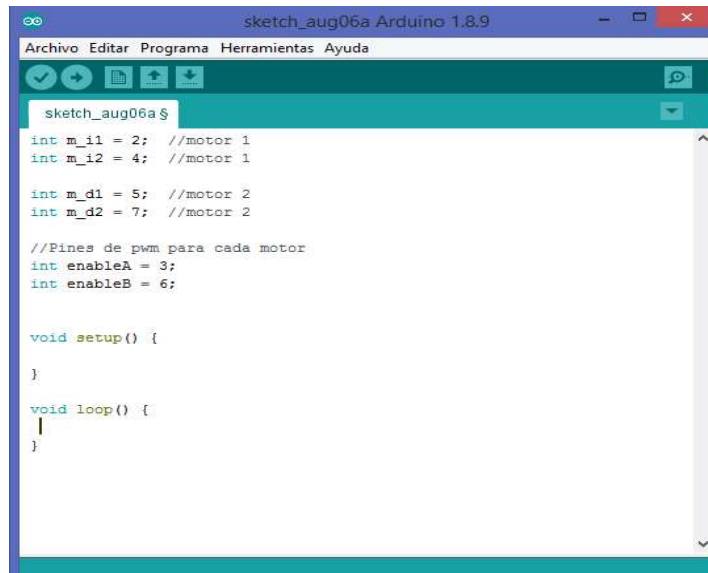 sketch_aug06a Arduino 1.8.9
Archivo Editar Programa Herramientas Ayuda
sketch_aug06a §
int m_i1 = 2;  //motor 1
int m_i2 = 4;  //motor 1
int m_d1 = 5;  //motor 2
int m_d2 = 7;  //motor 2
//Pines de pwm para cada motor
int enableA = 3;
int enableB = 6;
void setup() {
}
void loop() {
}